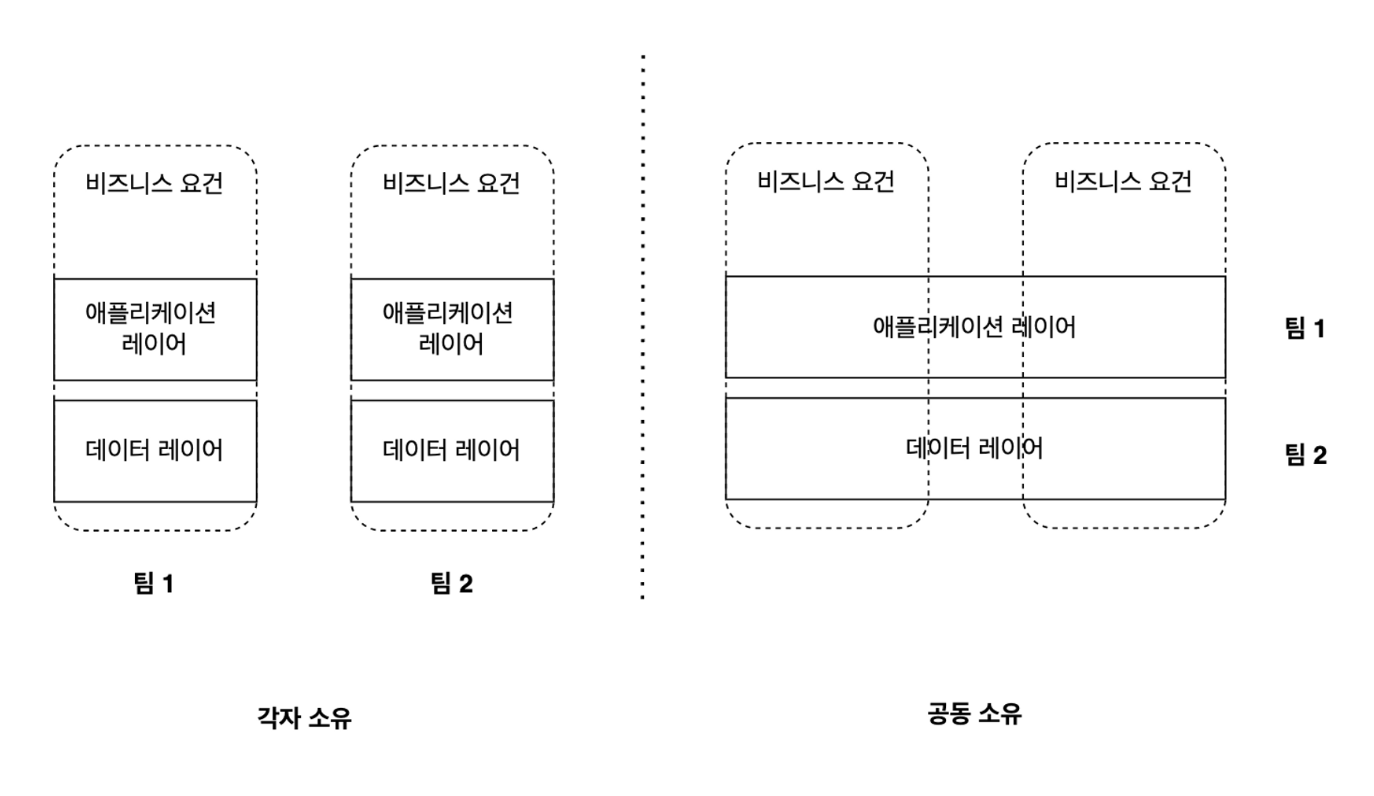 비즈니스 요건
애플리케이션
레이어
데이터 레이어
팀 1
비즈니스 요건
애플리케이션
레이어
데이터 레이어
팀 2
각자 소유
비즈니스 요건
비즈니스 요건
애플리케이션 레이어
팀 1
데이터 레이어
팀 2
공동 소유